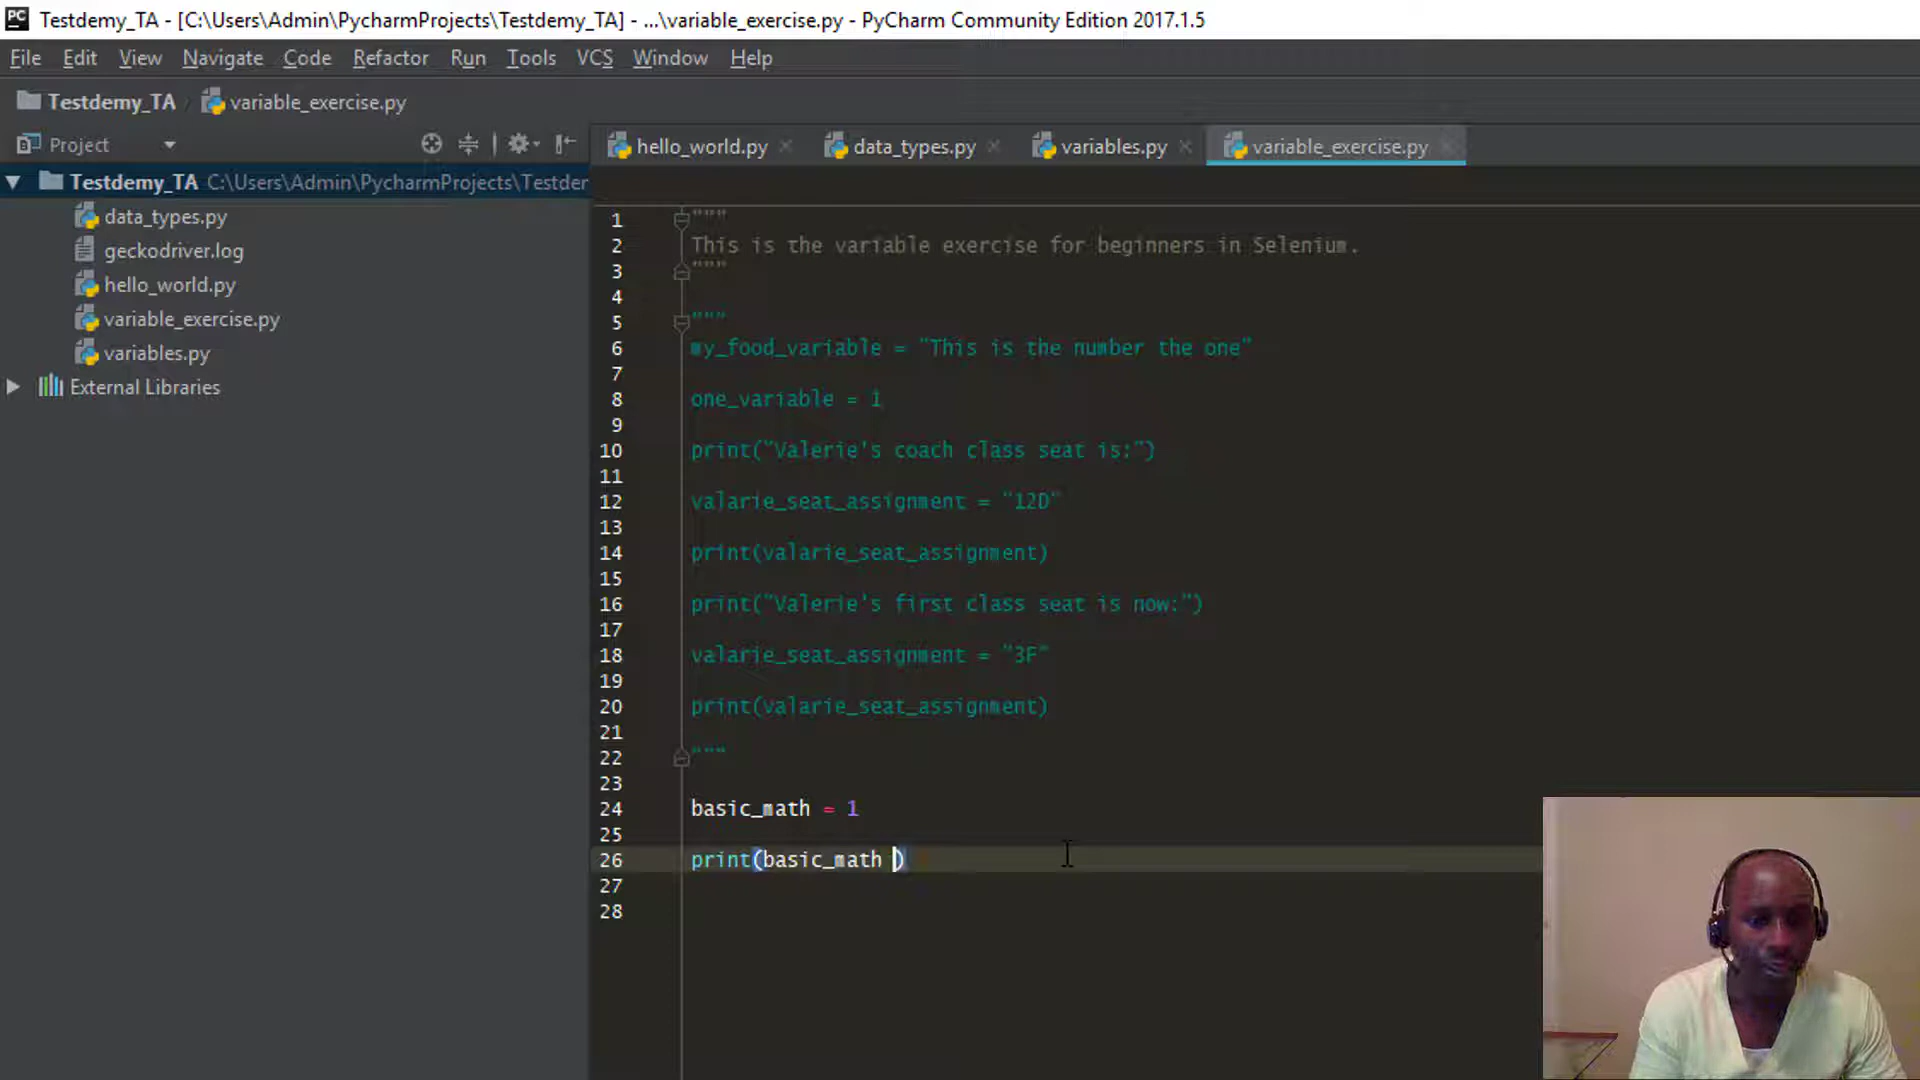 PC Testdemy_TA - [C:\Users\Admin\PycharmProjects\Testdemy_TA] - ...\variable_exercise.py - PyCharm Community Edition 2017.1.5
File Edit View Navigate Code Refactor Run Tools VCS Window Help
Testdemy_TA variable_exercise.py
Project
hello_world.py data_types.py variables.py variable_exercise.py
Testdemy_TA C:\Users\Admin\PycharmProjects\Testder
data_types.py
geckodriver.log
hello_world.py
variable_exercise.py
variables.py
External Libraries
1 """
2 This is the variable exercise for beginners in Selenium.
3 """
4
5 """
6 my_food_variable = "This is the number the one"
7
8 one_variable = 1
9
10 print("Valerie's coach class seat is:")
11
12 valarie_seat_assignment = "12D"
13
14 print(valarie_seat_assignment)
15
16 print("Valerie's first class seat is now:")
17
18 valarie_seat_assignment = "3F"
19
20 print(valarie_seat_assignment)
21
22 """
23
24 basic_math = 1
25
26 print(basic_math )
27
28